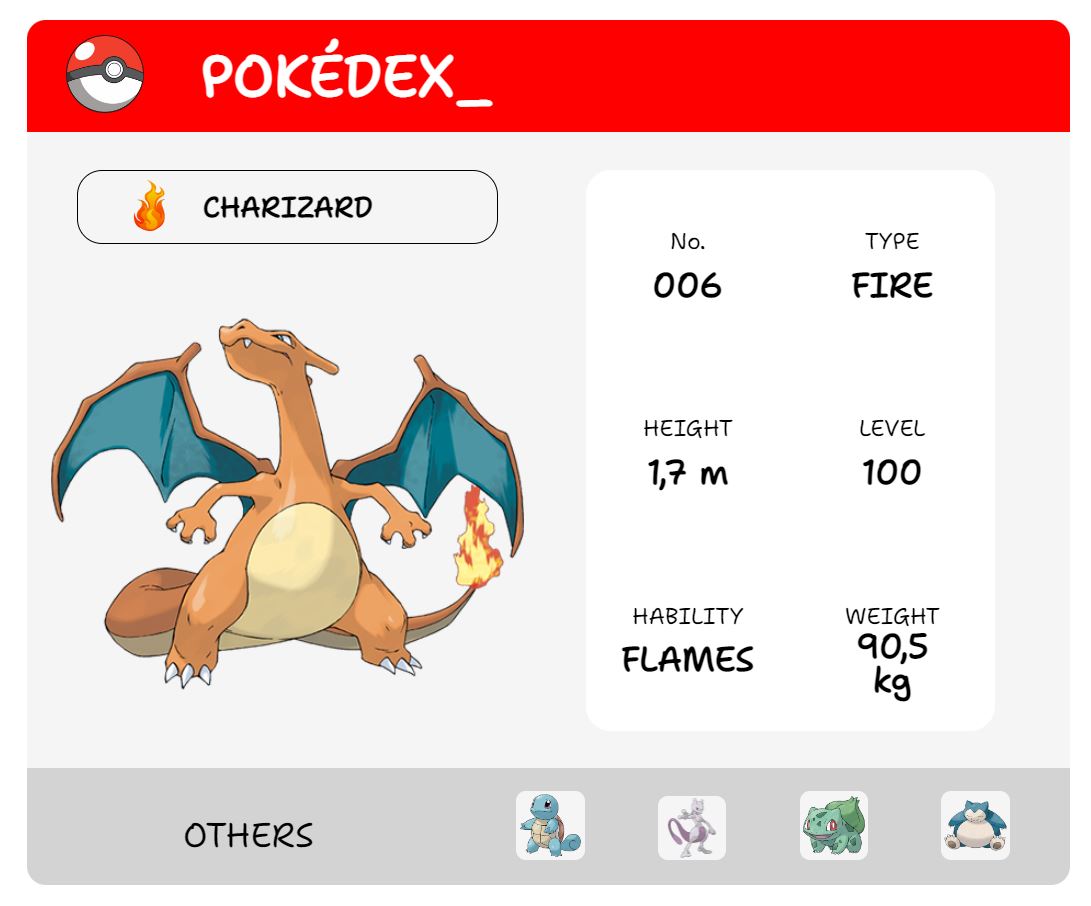 POKÉDEX_
CHARIZARD
No.
006
TYPE
FIRE
HEIGHT
1,7 m
LEVEL
100
HABILITY
FLAMES
WEIGHT
90,5
kg
OTHERS